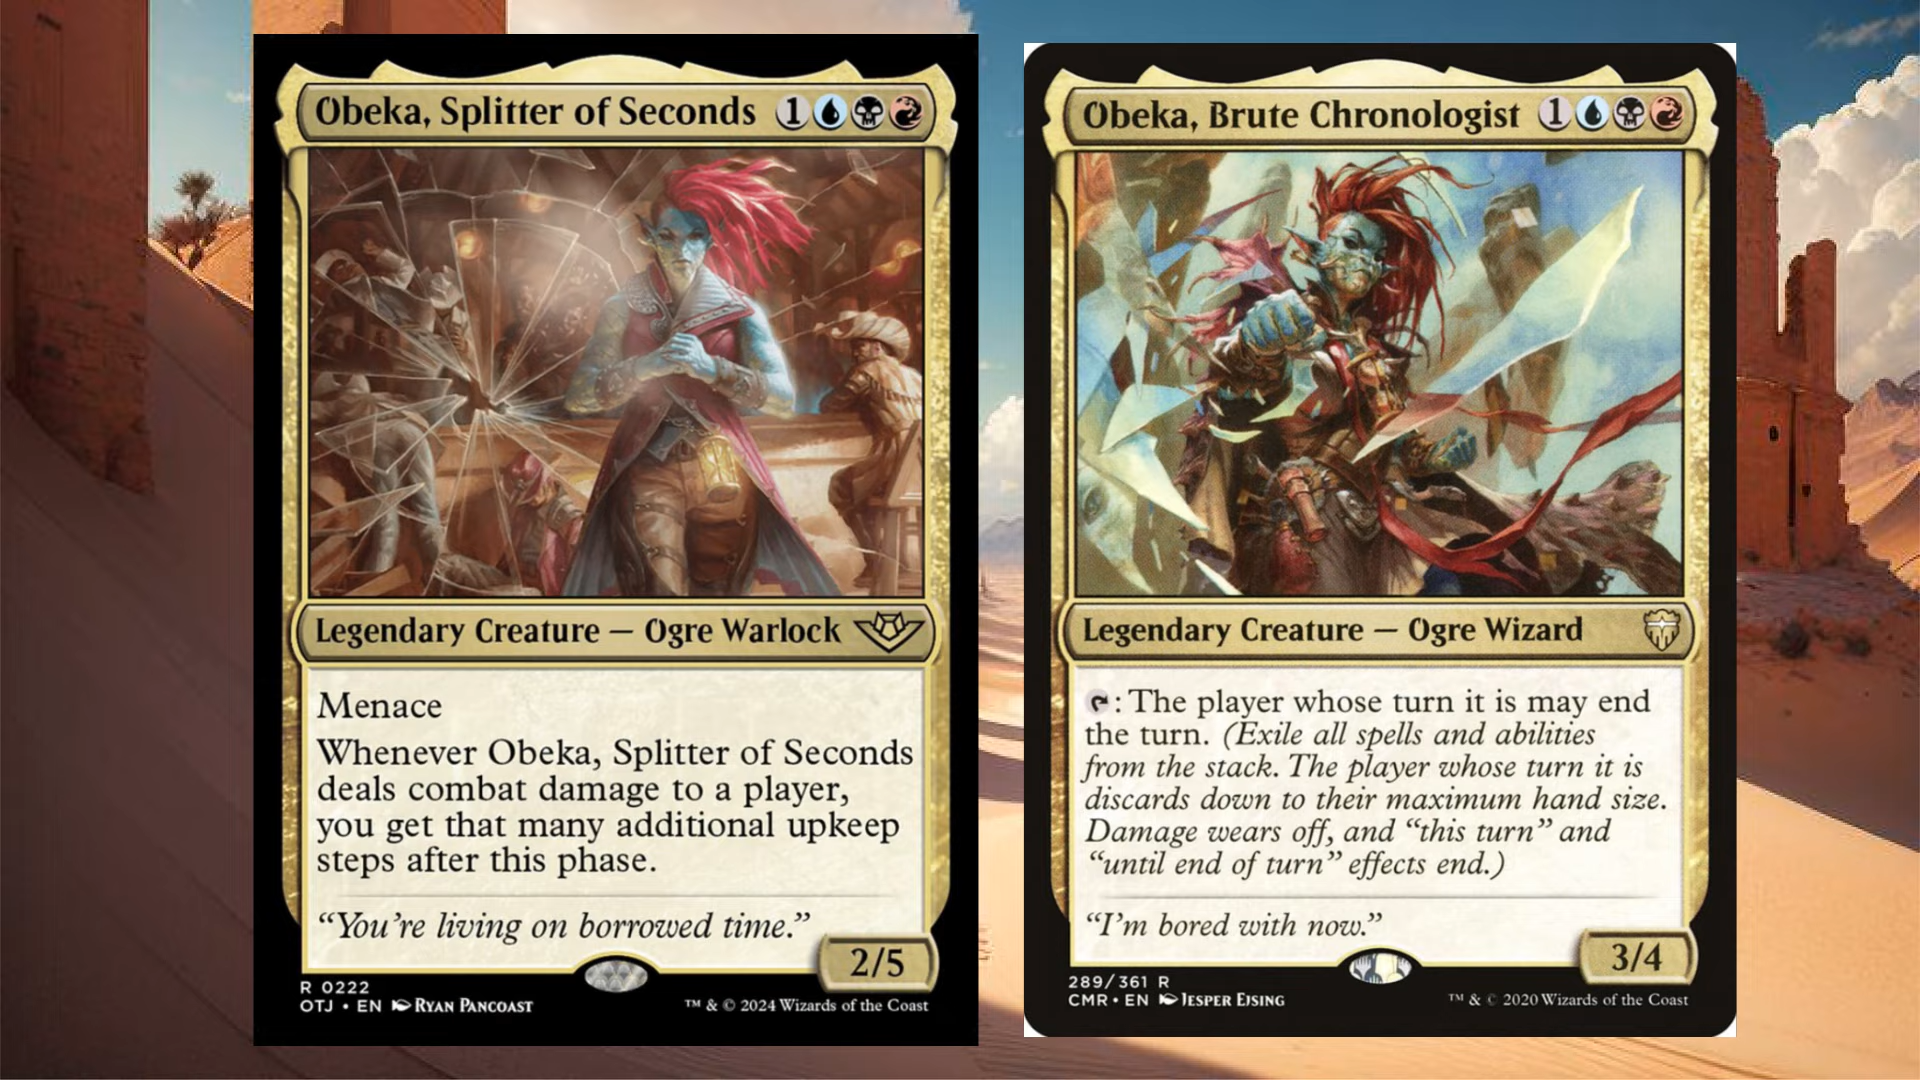 Obeka, Splitter of Seconds 1
Legendary Creature — Ogre Warlock
Menace
Whenever Obeka, Splitter of Seconds
deals combat damage to a player,
you get that many additional upkeep
steps after this phase.
“You’re living on borrowed time.”
2/5
R 0222
OTJ • EN RYAN PANCOAST
™ & © 2024 Wizards of the Coast
Obeka, Brute Chronologist 1
Legendary Creature — Ogre Wizard
: The player whose turn it is may end
the turn. (Exile all spells and abilities
from the stack. The player whose turn it is
discards down to their maximum hand size.
Damage wears off, and “this turn” and
“until end of turn” effects end.)
“I’m bored with now.”
3/4
289/361 R
CMR • EN JESPER EJSING
™ & © 2020 Wizards of the Coast